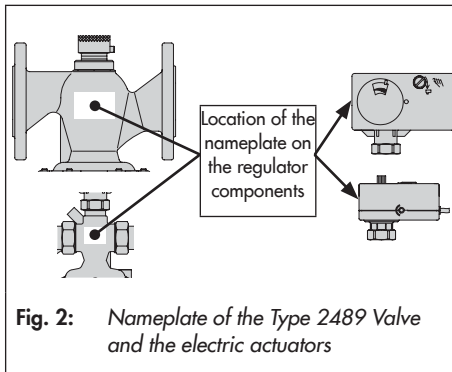 Location of the
nameplate on
the regulator
components
Fig. 2: Nameplate of the Type 2489 Valve
and the electric actuators